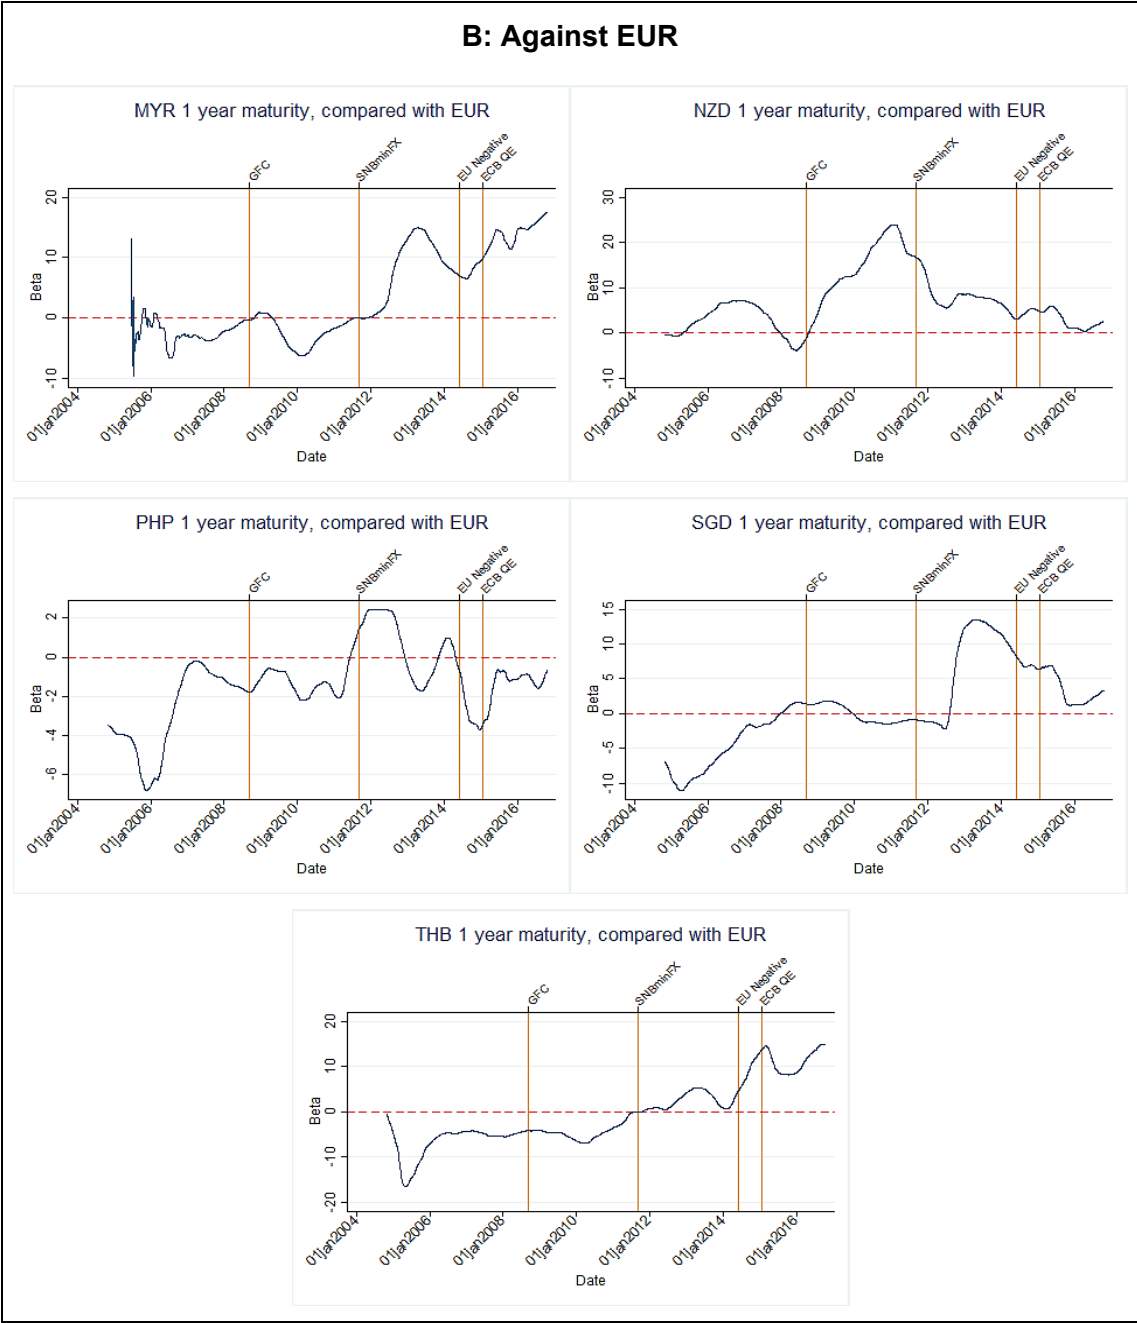 B: Against EUR
MYR 1 year maturity, compared with EUR
GFC
SNBminFX
EU Negative
ECB QE
20
10
0
-10
Beta
01Jan2004
01Jan2006
01Jan2008
01Jan2010
01Jan2012
01Jan2014
01Jan2016
Date
NZD 1 year maturity, compared with EUR
GFC
SNBminFX
EU Negative
ECB QE
30
20
10
0
-10
Beta
01Jan2004
01Jan2006
01Jan2008
01Jan2010
01Jan2012
01Jan2014
01Jan2016
Date
PHP 1 year maturity, compared with EUR
GFC
SNBminFX
EU Negative
ECB QE
2
0
-2
-4
-6
Beta
01Jan2004
01Jan2006
01Jan2008
01Jan2010
01Jan2012
01Jan2014
01Jan2016
Date
SGD 1 year maturity, compared with EUR
GFC
SNBminFX
EU Negative
ECB QE
15
10
5
0
-5
-10
Beta
01Jan2004
01Jan2006
01Jan2008
01Jan2010
01Jan2012
01Jan2014
01Jan2016
Date
THB 1 year maturity, compared with EUR
GFC
SNBminFX
EU Negative
ECB QE
20
10
0
-10
-20
Beta
01Jan2004
01Jan2006
01Jan2008
01Jan2010
01Jan2012
01Jan2014
01Jan2016
Date